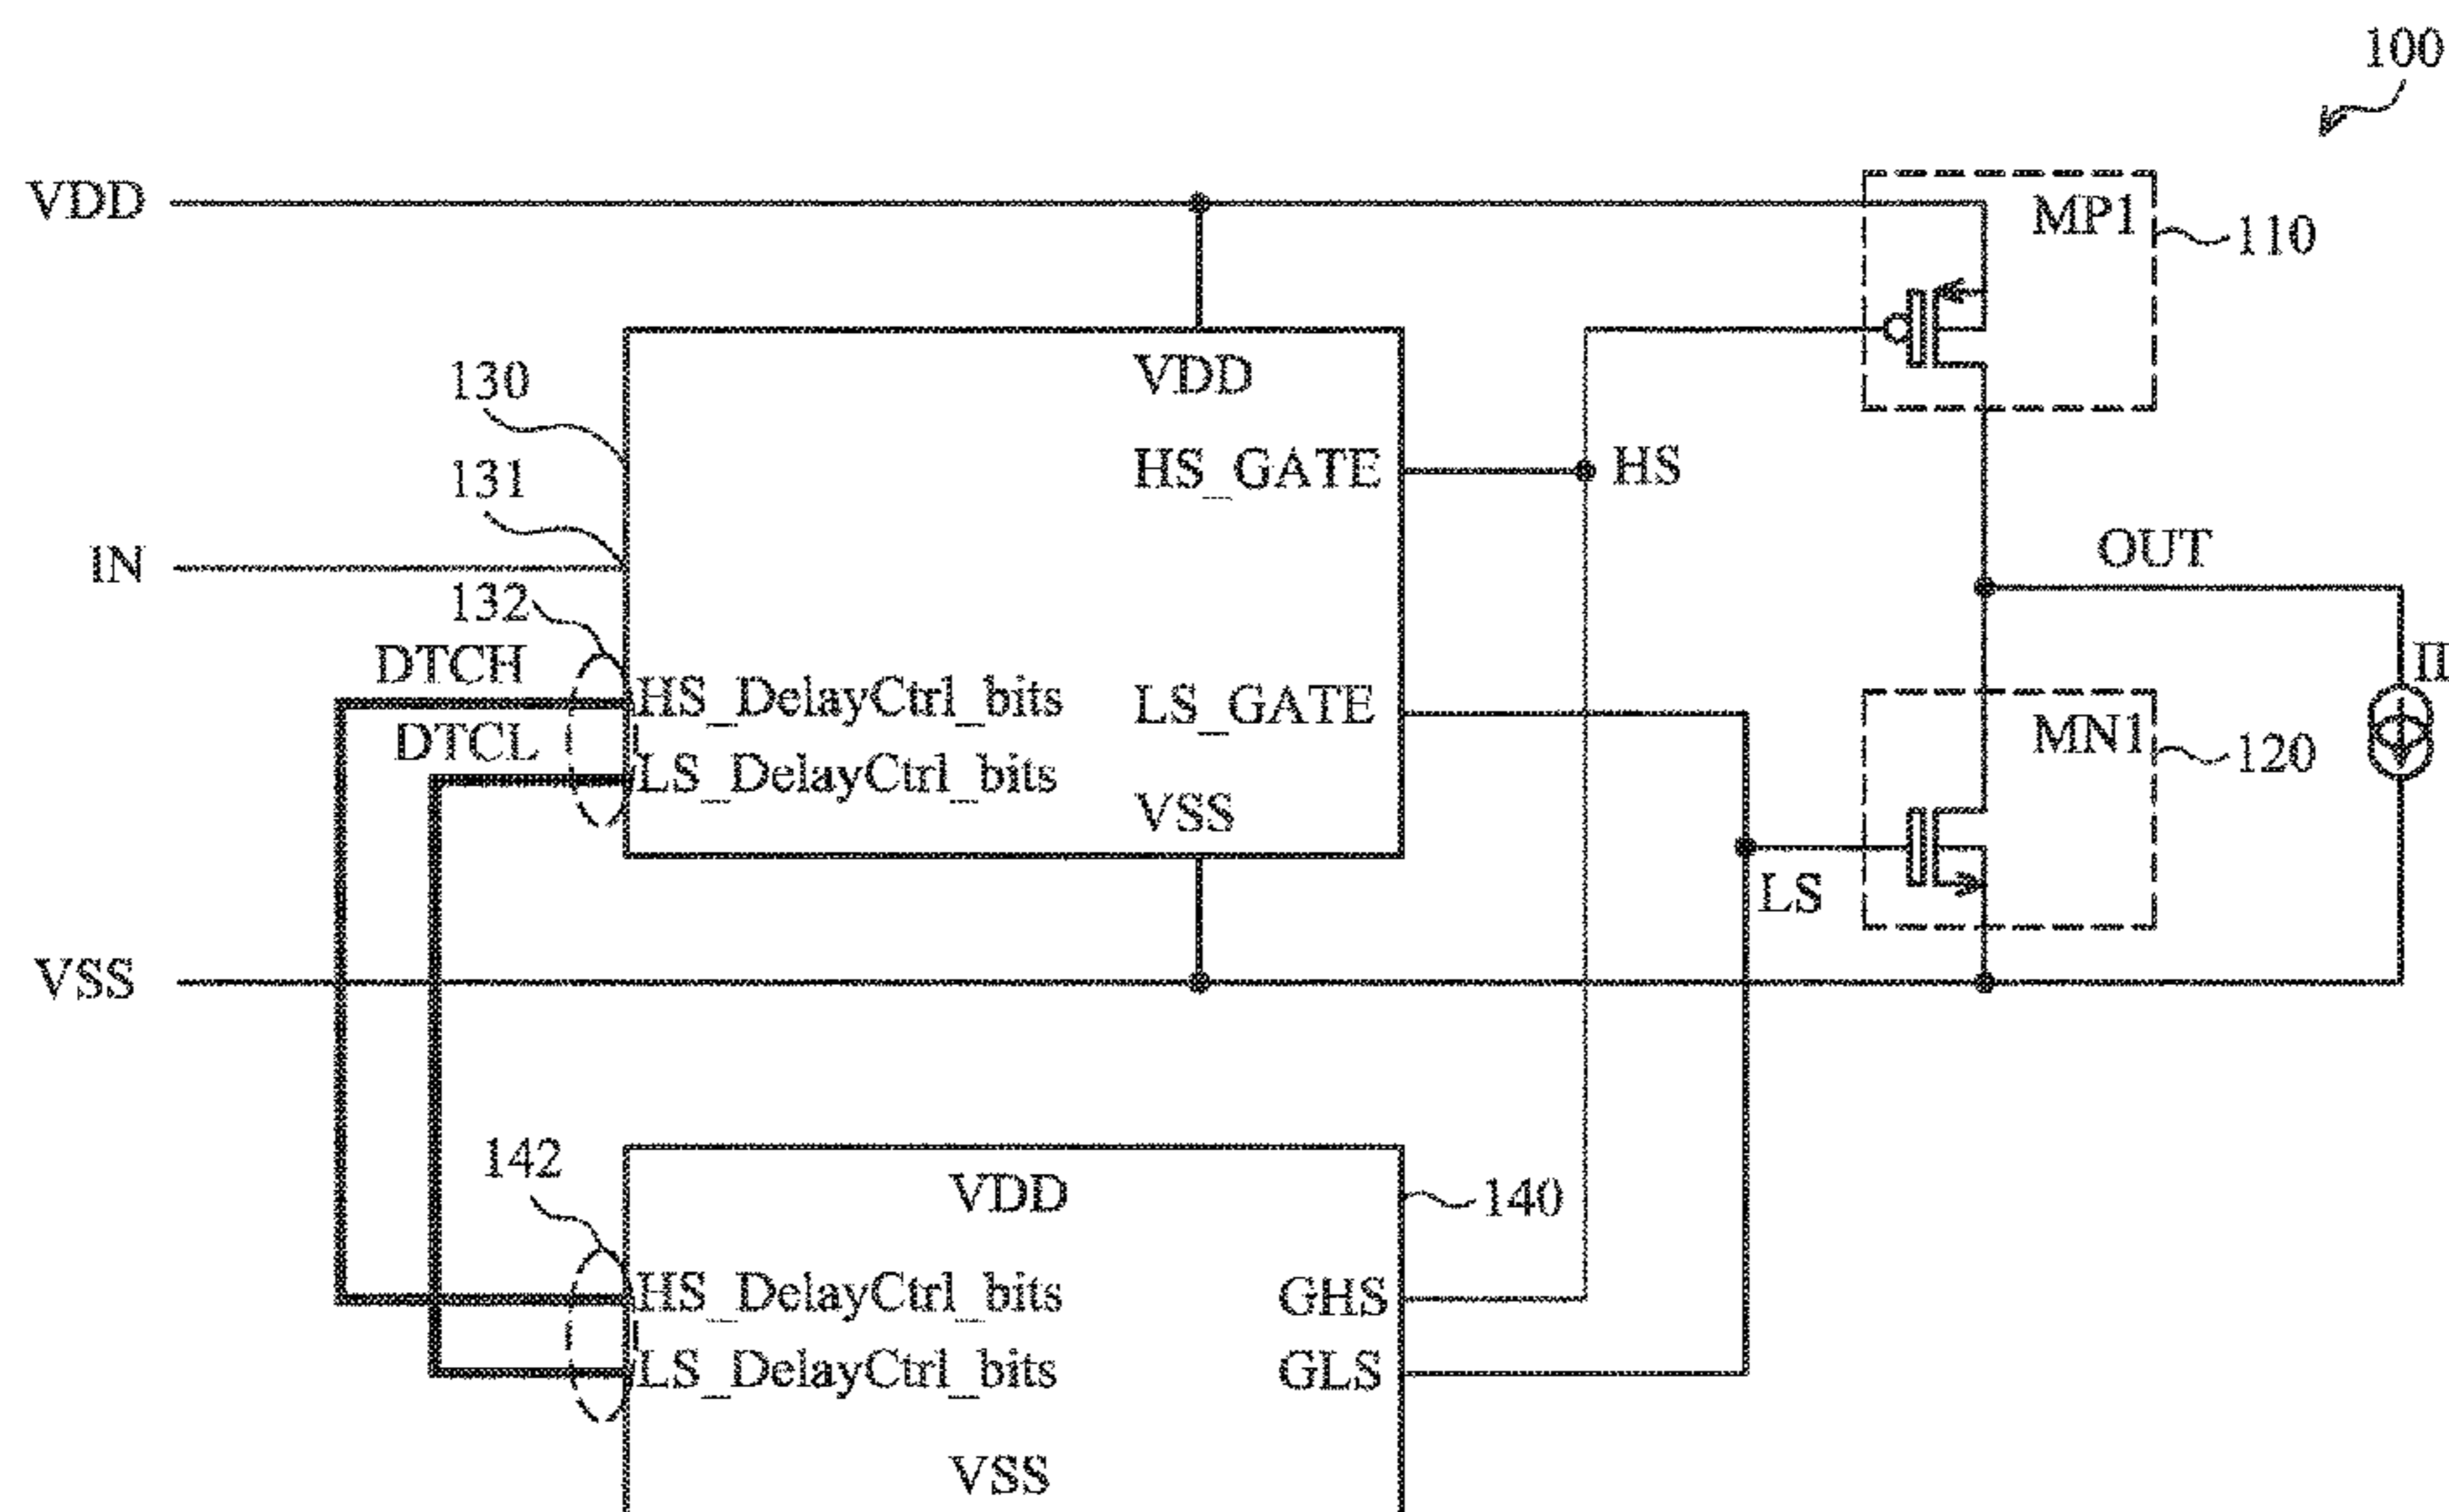 100
VDD
MP1
110
130
VDD
131
HS_GATE
HS
IN
OUT
132
DTCH
HS_DelayCtrl_bits
LS_GATE
DTCL
LS_DelayCtrl_bits
MN1
120
VSS
LS
VSS
142
VDD
140
HS_DelayCtrl_bits
GHS
LS_DelayCtrl_bits
GLS
VSS